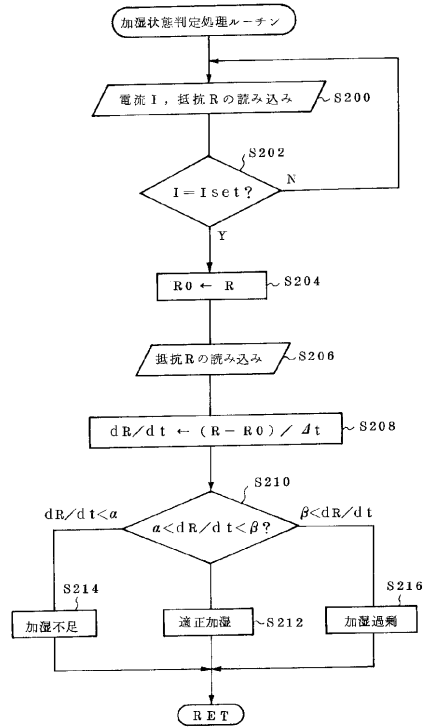 加湿状態判定処理ルーチン
電流I,抵抗Rの読み込み
S200
S202
I=Iset?
N
Y
R0 ← R
S204
抵抗Rの読み込み
S206
dR/dt ← (R−R0)/Δt
S208
S210
dR/dt<α
α<dR/dt<β?
β<dR/dt
S214
加湿不足
適正加湿
S212
S216
加湿過剰
RET